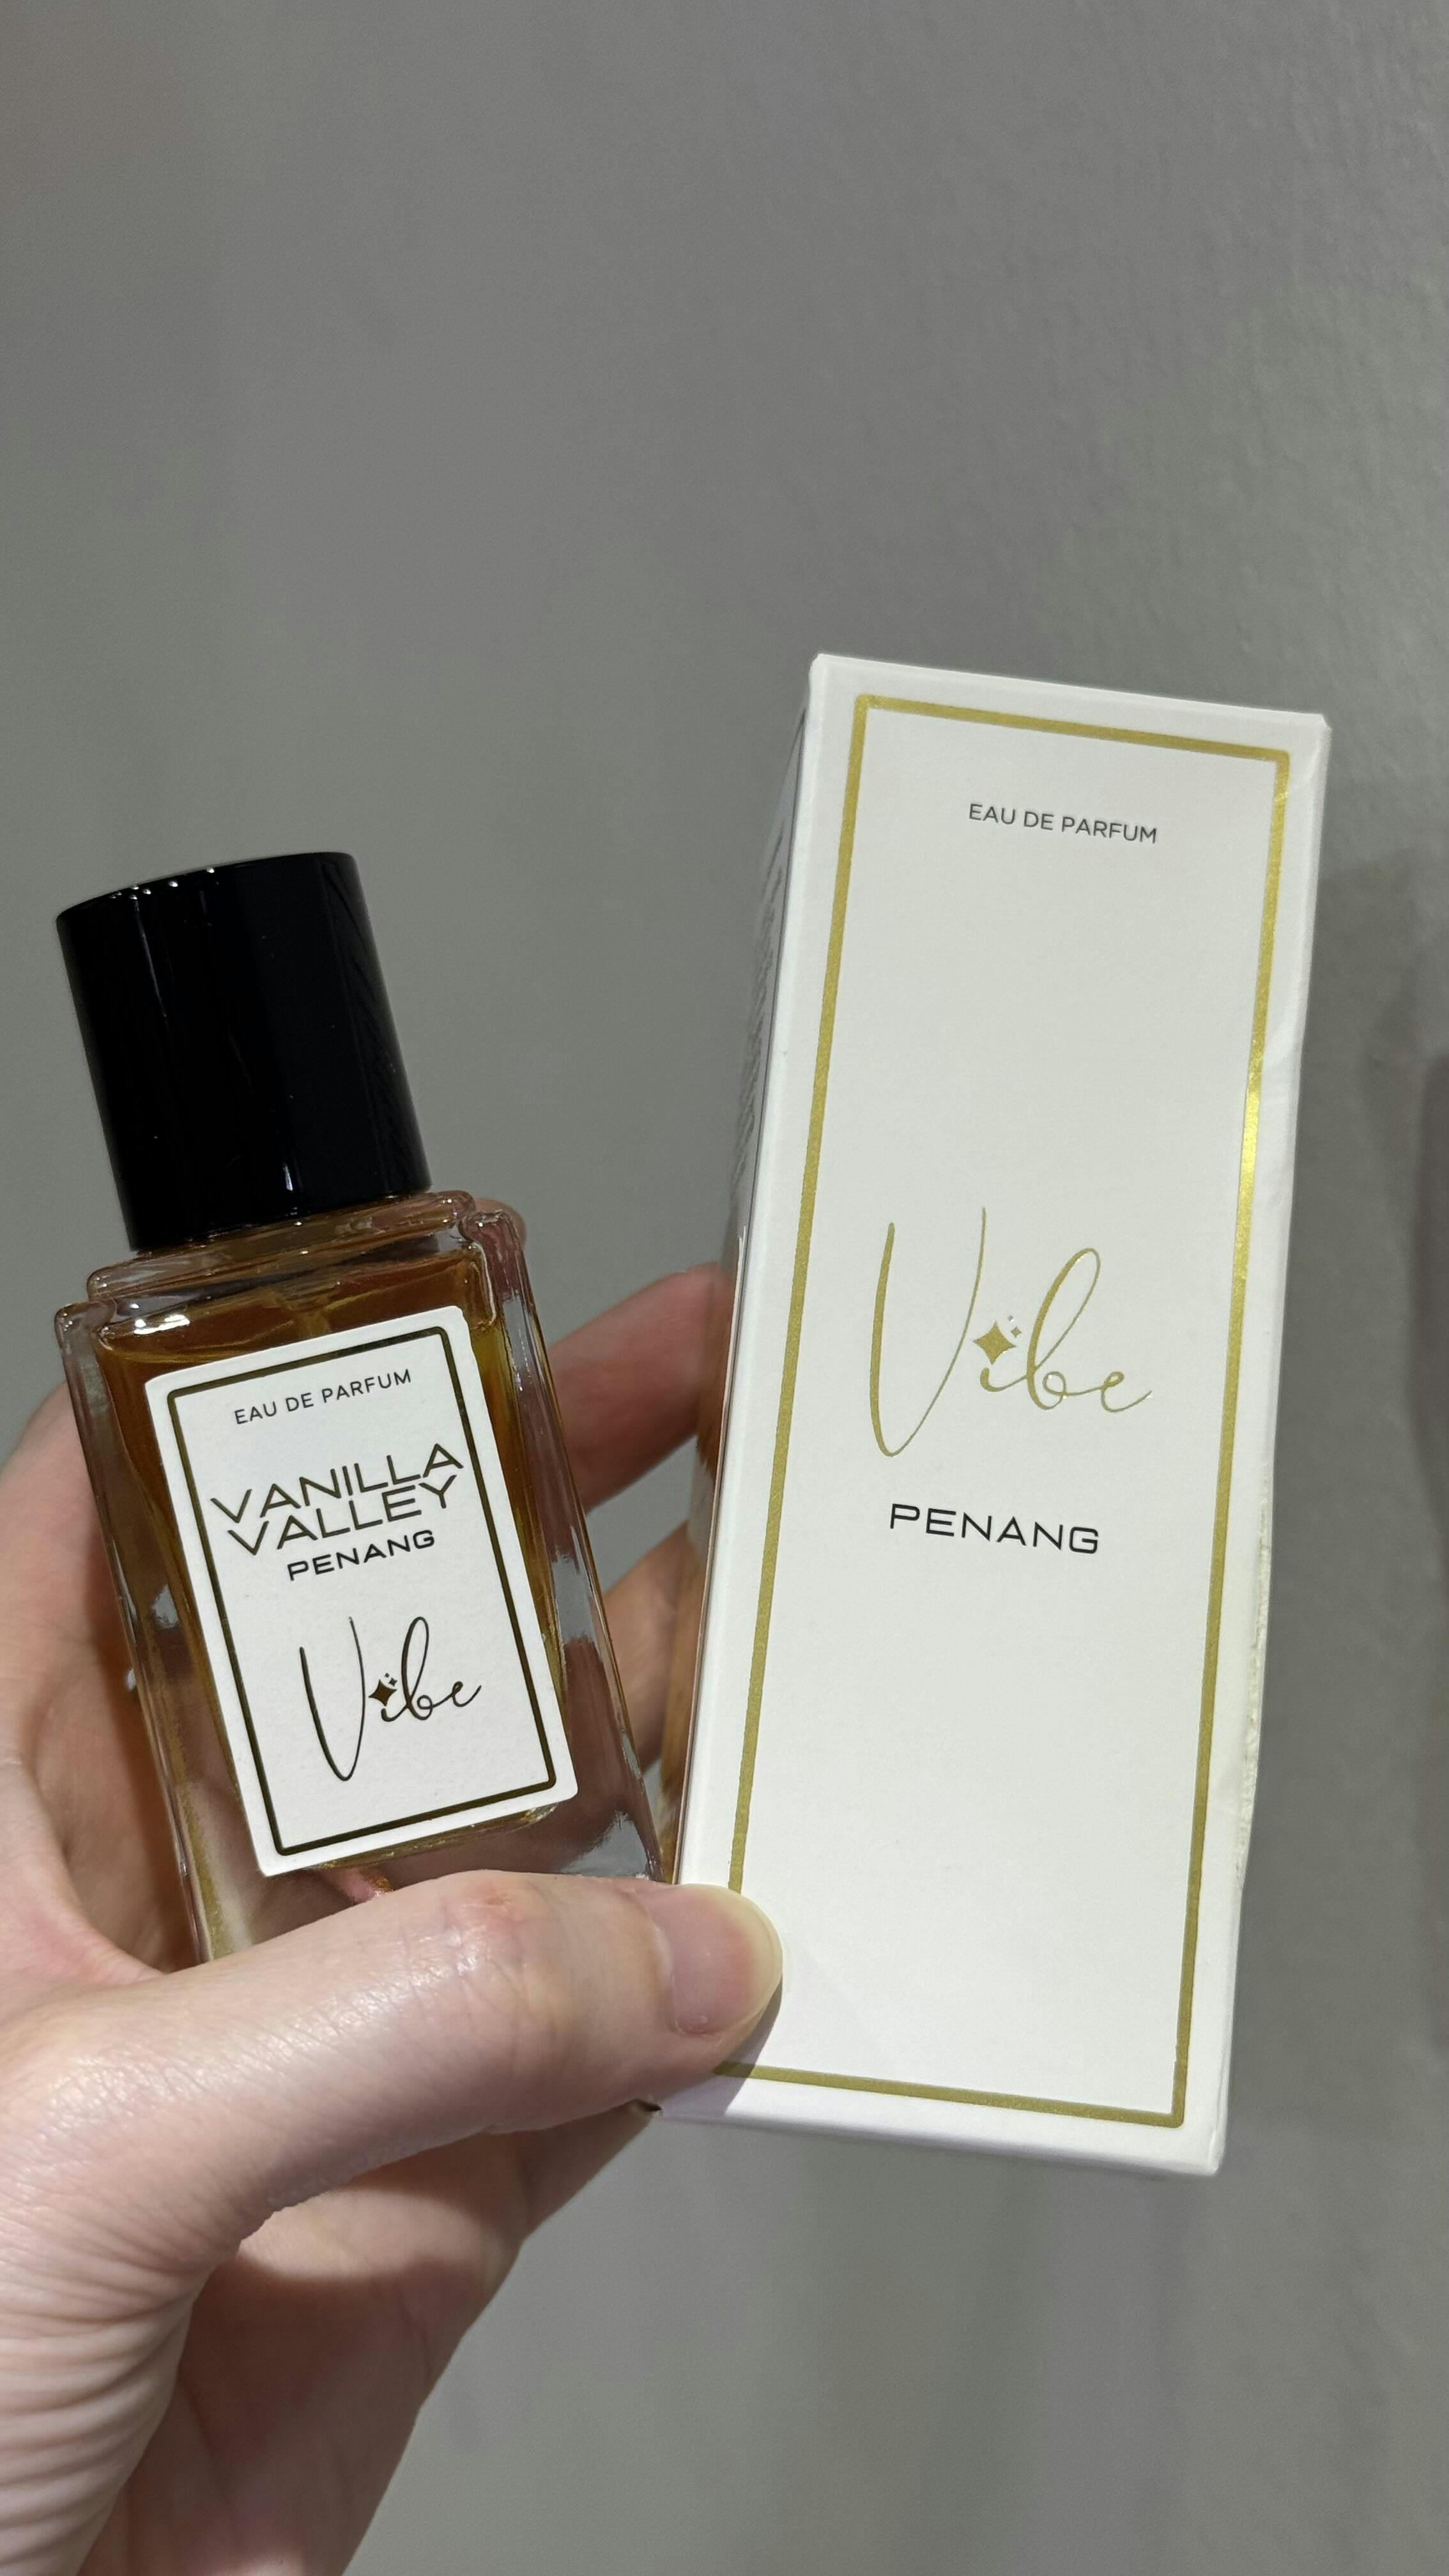 EAU DE PARFUM
VANILLA
VALLEY
PENANG
Vibe
EAU DE PARFUM
Vibe
PENANG